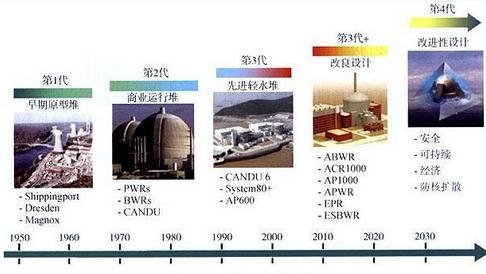 第1代
早期原型堆
- Shippingport
- Dresden
- Magnox
第2代
商业运行堆
- PWRs
- BWRs
- CANDU
第3代
先进轻水堆
- CANDU 6
- System80+
- AP600
第3代+
改良设计
- ABWR
- ACR1000
- AP1000
- APWR
- EPR
- ESBWR
第4代
改进性设计
- 安全
- 可持续
- 经济
- 防核扩散
1950 1960 1970 1980 1990 2000 2010 2020 2030